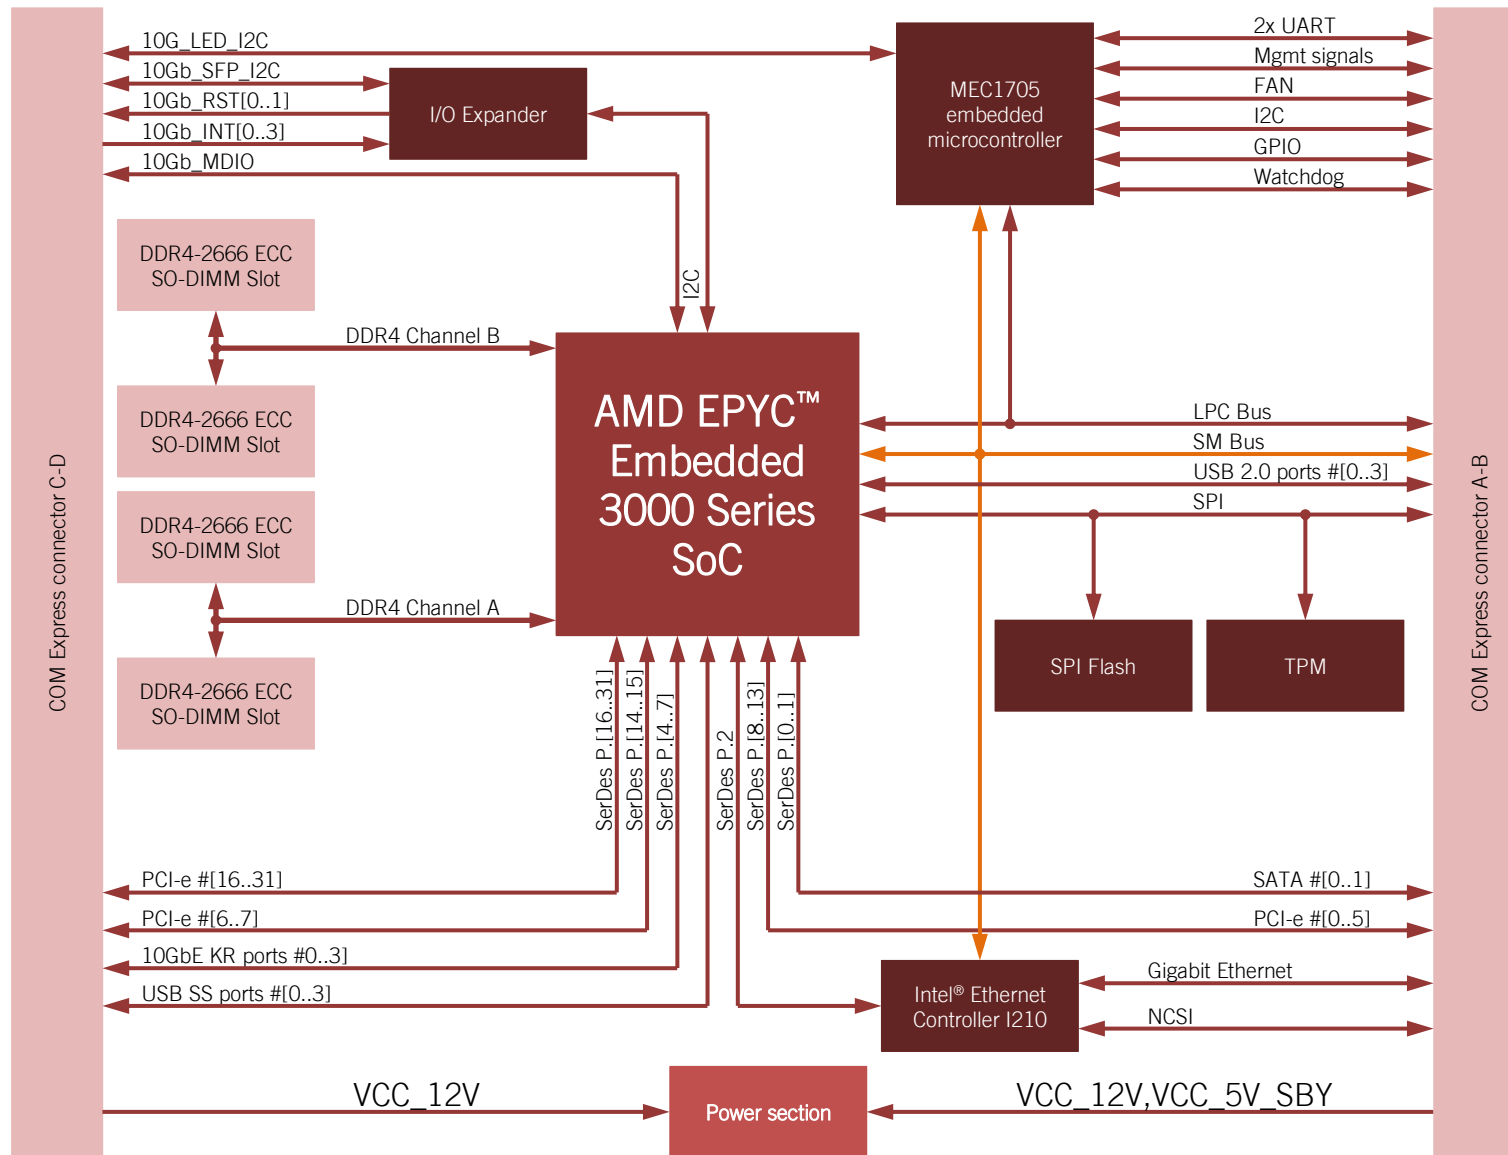 10G_LED_I2C
10Gb_SFP_I2C
10Gb_RST[0..1]
10Gb_INT[0..3]
10Gb_MDIO
I/O Expander
MEC1705
embedded
microcontroller
2x UART
Mgmt signals
FAN
I2C
GPIO
Watchdog
DDR4-2666 ECC
SO-DIMM Slot
I2C
DDR4 Channel B
DDR4-2666 ECC
SO-DIMM Slot
AMD EPYC™
Embedded
3000 Series
SoC
LPC Bus
SM Bus
USB 2.0 ports #[0..3]
SPI
COM Express connector C-D
COM Express connector A-B
DDR4-2666 ECC
SO-DIMM Slot
DDR4 Channel A
DDR4-2666 ECC
SO-DIMM Slot
SPI Flash
TPM
SerDes P.[16..31]
SerDes P.[14..15]
SerDes P.[4..7]
SerDes P.2
SerDes P.[8..13]
SerDes P.[0..1]
PCI-e #[16..31]
PCI-e #[6..7]
10GbE KR ports #0..3]
USB SS ports #[0..3]
SATA #[0..1]
PCI-e #[0..5]
Intel® Ethernet
Controller I210
Gigabit Ethernet
NCSI
VCC_12V
Power section
VCC_12V,VCC_5V_SBY